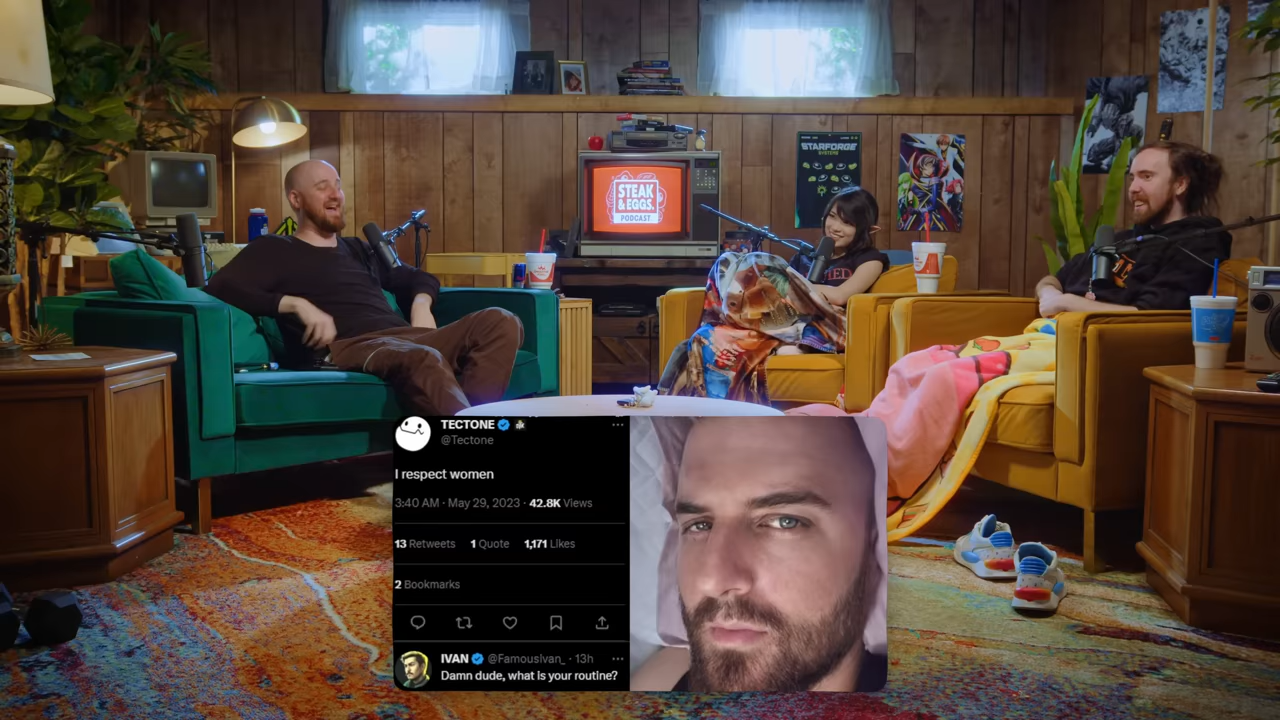 STARFORGE
SYSTEMS
STEAK
& EGGS
PODCAST
TECTONE
@Tectone
I respect women
3:40 AM · May 29, 2023 · 42.8K Views
13 Retweets 1 Quote 1,171 Likes
2 Bookmarks
IVAN @FamousIvan_ · 13h
Damn dude, what is your routine?